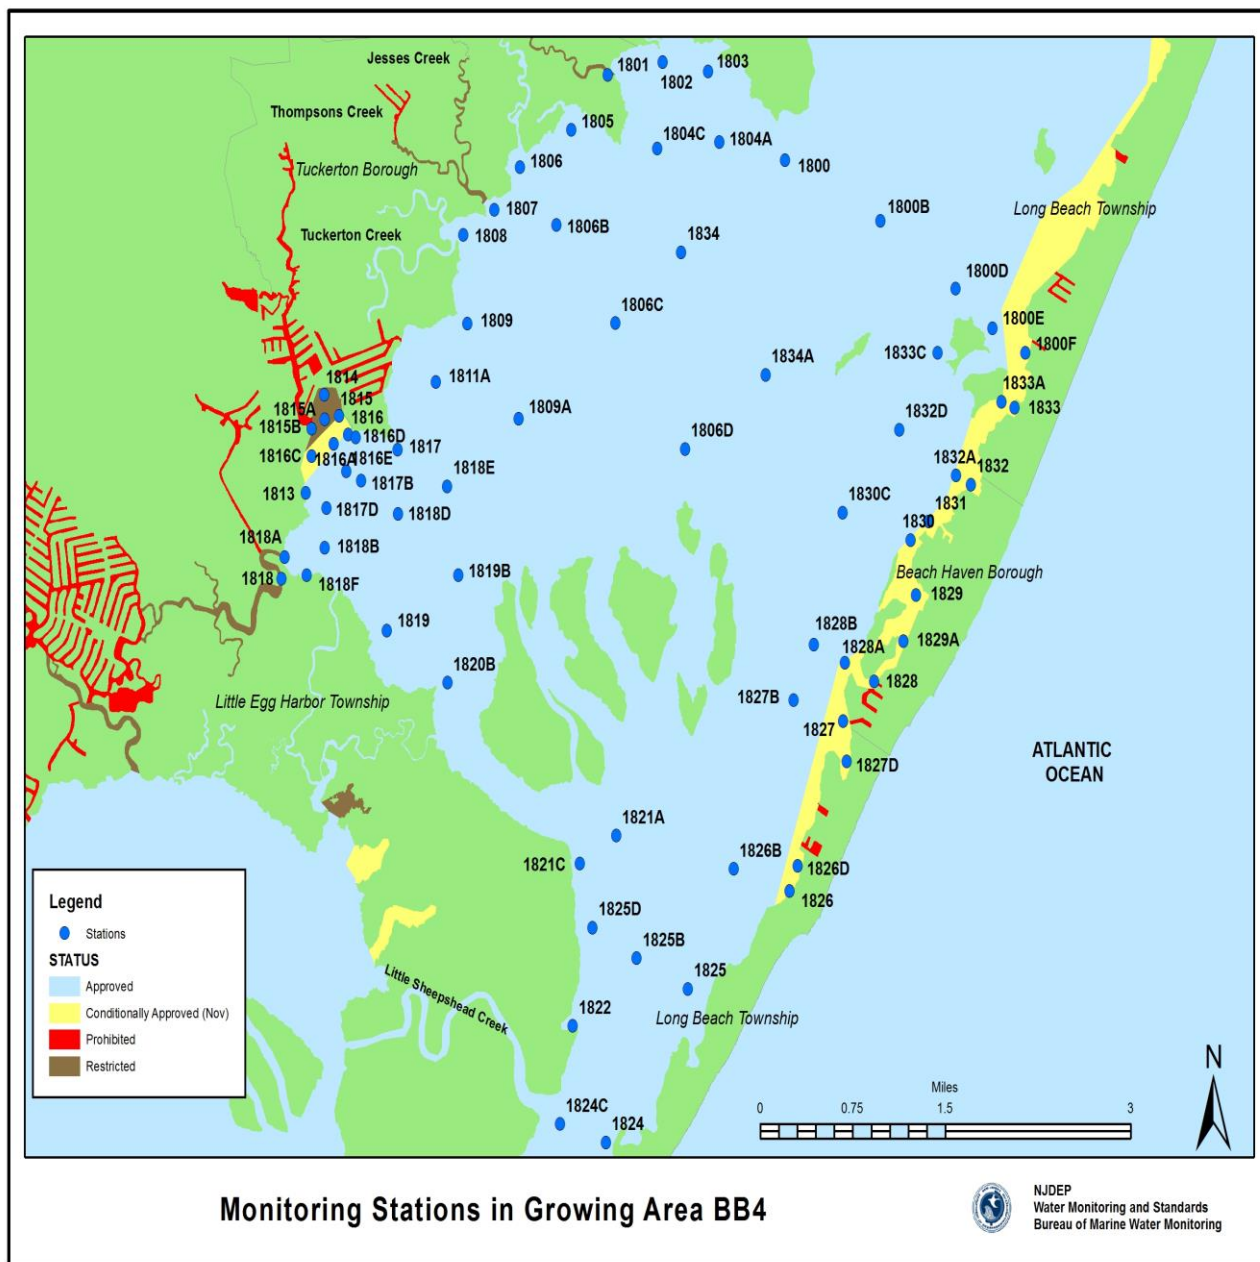 Jesses Creek
1801
1802
1803
Thompsons Creek
1805
1804C
1804A
1806
1800
Tuckerton Borough
1807
1806B
1800B
Long Beach Township
Tuckerton Creek
1808
1834
1800D
1809
1806C
1800E
1833C
1800F
1834A
1811A
1814
1833A
1815
1815A
1816
1809A
1833
1815B
1816D
1832D
1817
1806D
1816C
1816A
1816E
1832A
1832
1818E
1817B
1813
1830C
1831
1817D
1818D
1830
1818A
1818B
Beach Haven Borough
1818
1818F
1819B
1829
1819
1828B
1829A
1828A
1820B
1828
Little Egg Harbor Township
1827B
1827
ATLANTIC
OCEAN
1827D
1821A
1826B
1821C
1826D
1826
1825D
1825B
Little Sheepshead Creek
1825
1822
Long Beach Township
1824C
1824
Legend
Stations
STATUS
Approved
Conditionally Approved (Nov)
Prohibited
Restricted
N
Miles
0 0.75 1.5 3
Monitoring Stations in Growing Area BB4
NJDEP
Water Monitoring and Standards
Bureau of Marine Water Monitoring